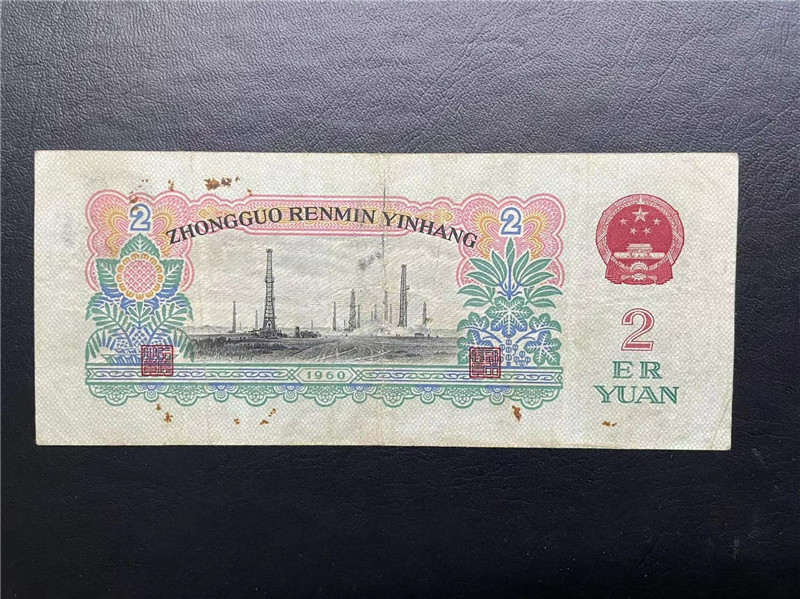 2
ZHONGGUO RENMIN YINHANG
2
1960
2
ER
YUAN